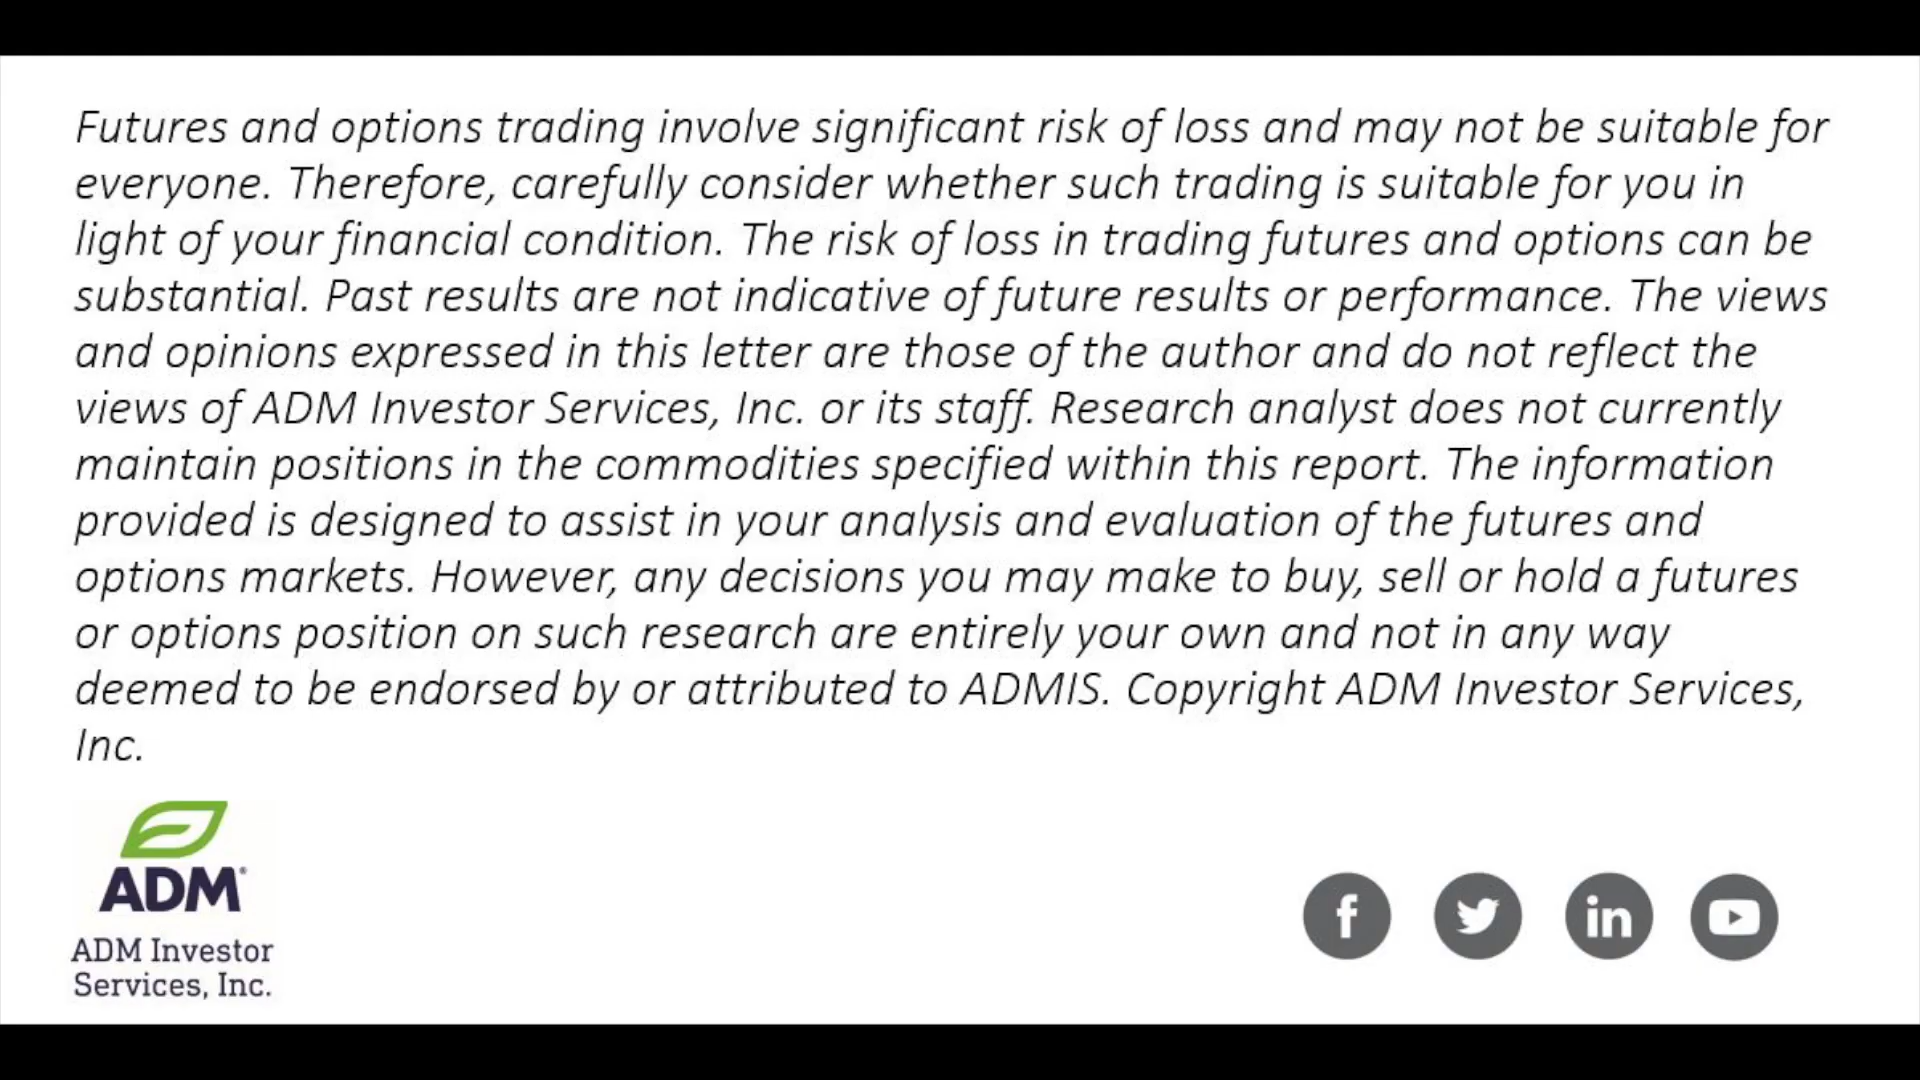 Futures and options trading involve significant risk of loss and may not be suitable for
everyone. Therefore, carefully consider whether such trading is suitable for you in
light of your financial condition. The risk of loss in trading futures and options can be
substantial. Past results are not indicative of future results or performance. The views
and opinions expressed in this letter are those of the author and do not reflect the
views of ADM Investor Services, Inc. or its staff. Research analyst does not currently
maintain positions in the commodities specified within this report. The information
provided is designed to assist in your analysis and evaluation of the futures and
options markets. However, any decisions you may make to buy, sell or hold a futures
or options position on such research are entirely your own and not in any way
deemed to be endorsed by or attributed to ADMIS. Copyright ADM Investor Services,
Inc.
ADM®
ADM Investor
Services, Inc.
f
in